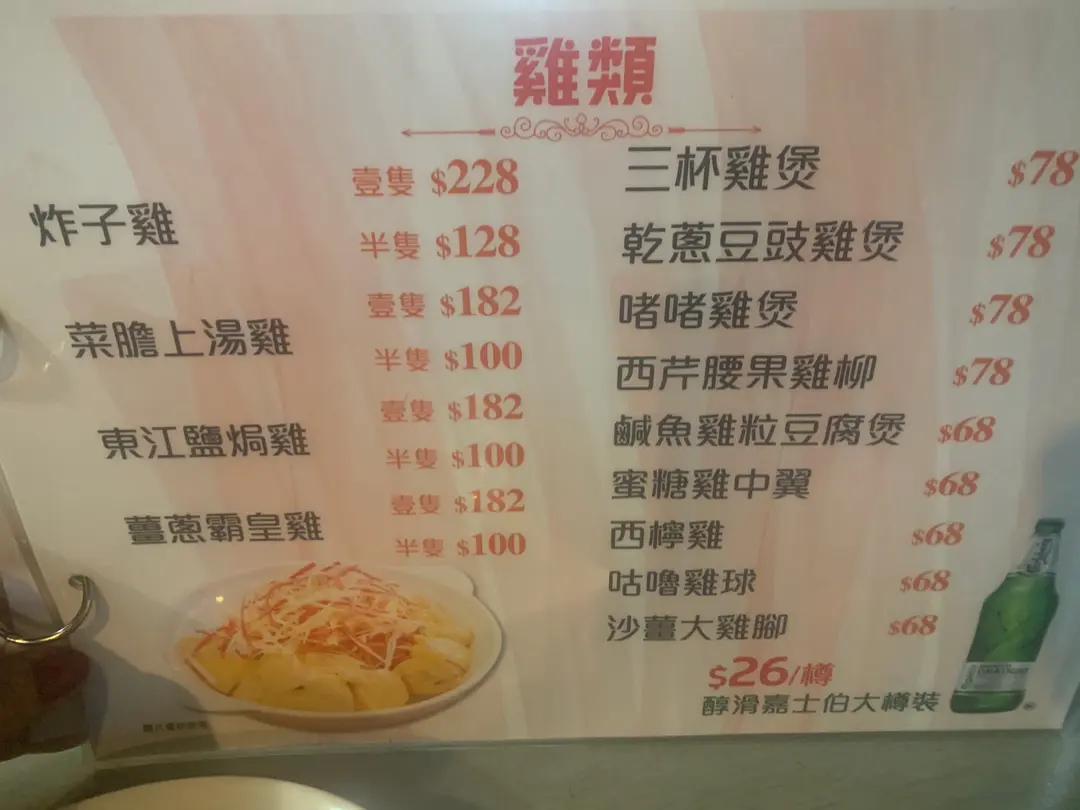 雞類
炸子雞
壹隻 $228
半隻 $128
菜膽上湯雞
壹隻 $182
半隻 $100
東江鹽焗雞
壹隻 $182
半隻 $100
薑蔥霸皇雞
壹隻 $182
半隻 $100
三杯雞煲 $78
乾蔥豆豉雞煲 $78
啫啫雞煲 $78
西芹腰果雞柳 $78
鹹魚雞粒豆腐煲 $68
蜜糖雞中翼 $68
西檸雞 $68
咕嚕雞球 $68
沙薑大雞腳 $68
$26/樽
醇滑嘉士伯大樽裝